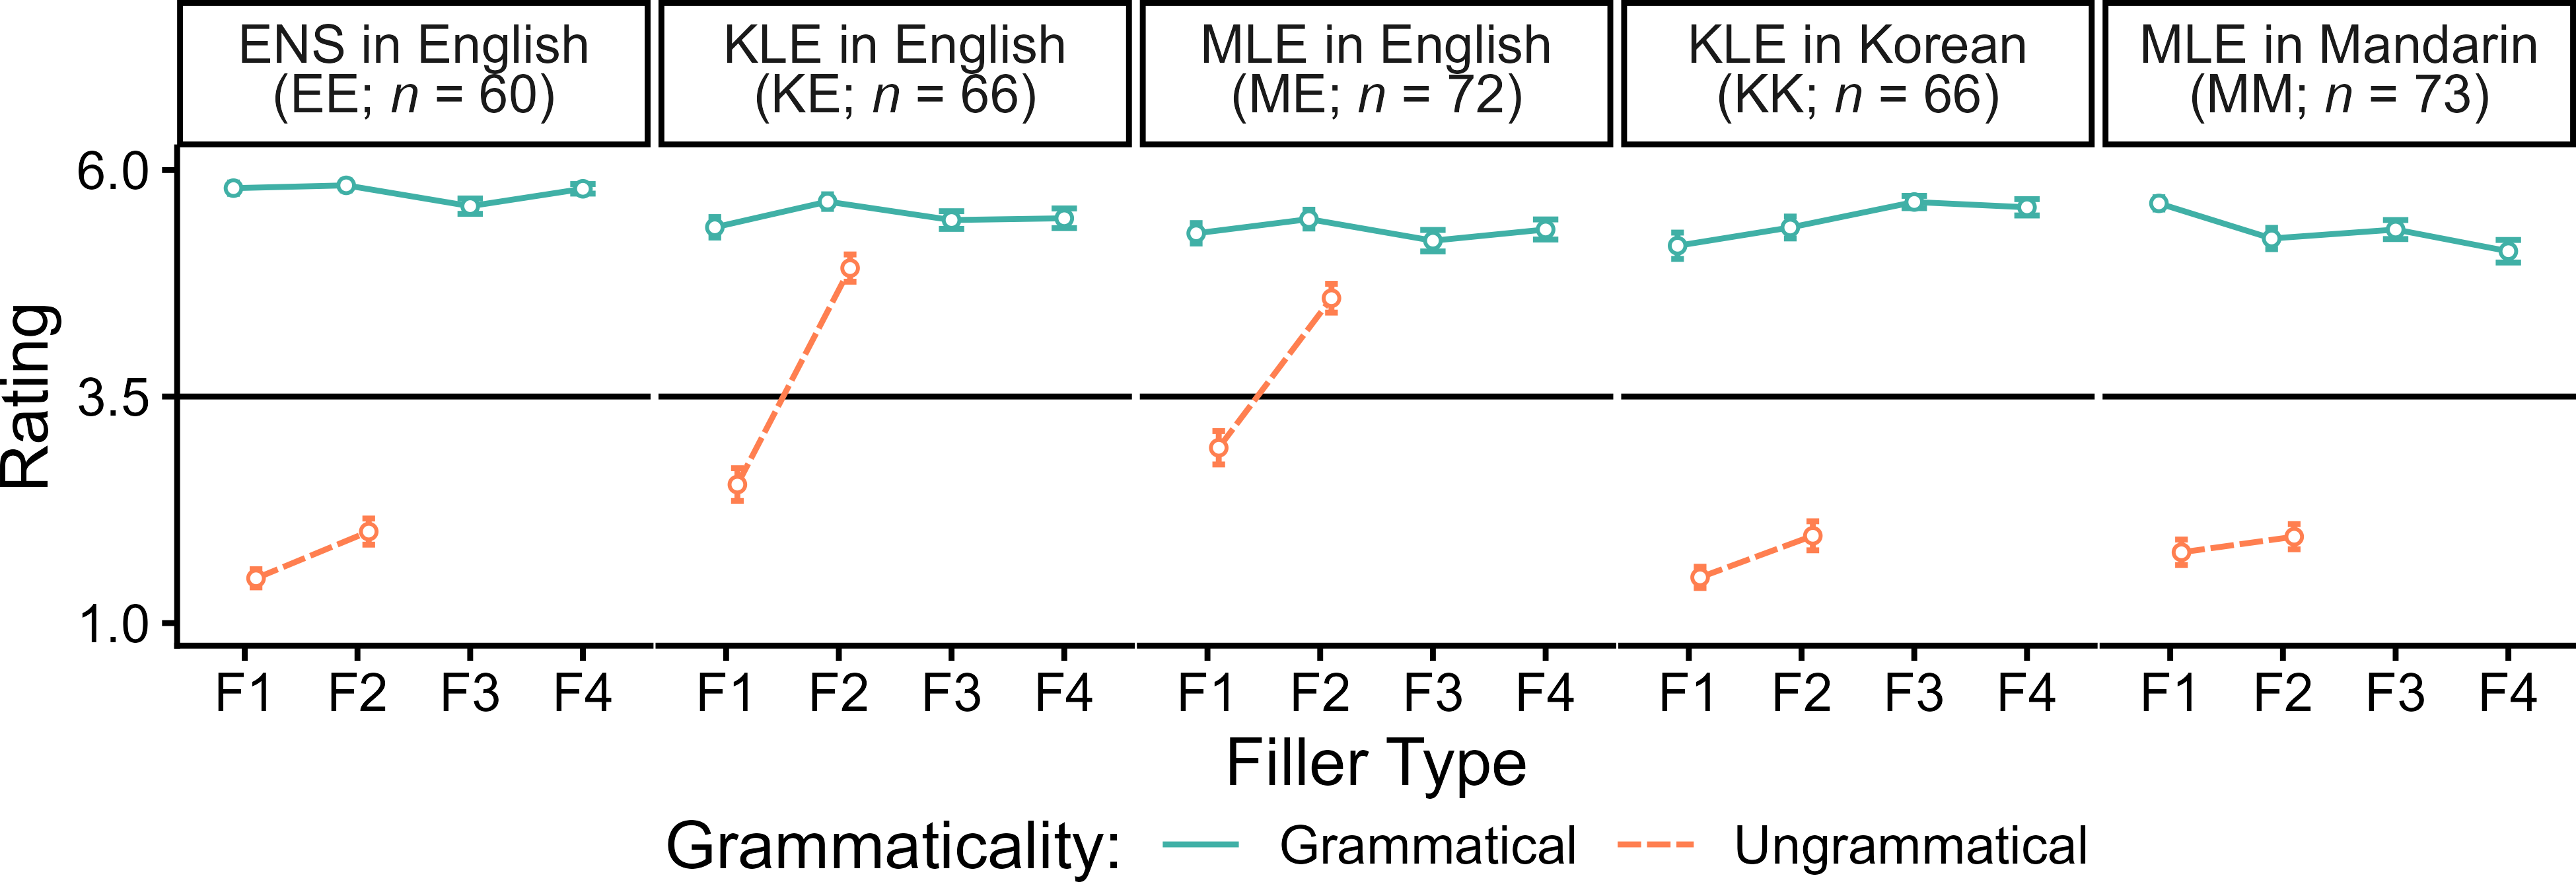 ENS in English
(EE; n = 60)
KLE in English
(KE; n = 66)
MLE in English
(ME; n = 72)
KLE in Korean
(KK; n = 66)
MLE in Mandarin
(MM; n = 73)
Rating
6.0
3.5
1.0
F1 F2 F3 F4
F1 F2 F3 F4
F1 F2 F3 F4
F1 F2 F3 F4
F1 F2 F3 F4
Filler Type
Grammaticality: Grammatical Ungrammatical